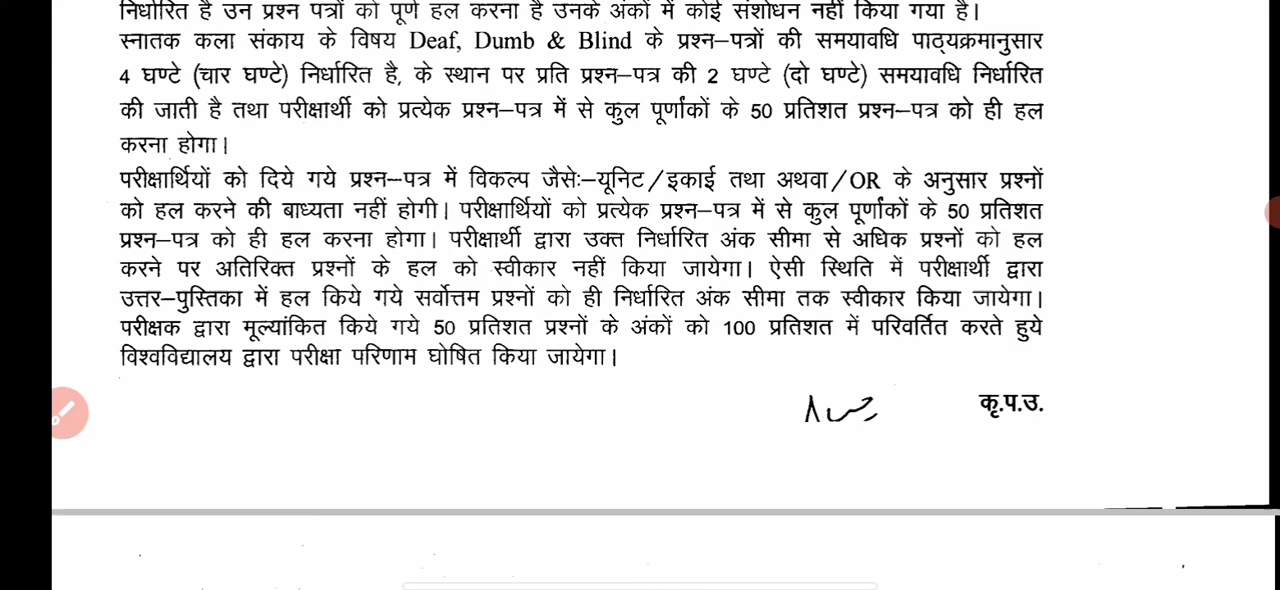 निर्धारित है उन प्रश्न पत्रों को पूर्ण हल करना है उनके अंकों में कोई संशोधन नहीं किया गया है।
स्नातक कला संकाय के विषय Deaf, Dumb & Blind के प्रश्न–पत्रों की समयावधि पाठ्यक्रमानुसार
4 घण्टे (चार घण्टे) निर्धारित है, के स्थान पर प्रति प्रश्न–पत्र की 2 घण्टे (दो घण्टे) समयावधि निर्धारित
की जाती है तथा परीक्षार्थी को प्रत्येक प्रश्न–पत्र में से कुल पूर्णांकों के 50 प्रतिशत प्रश्न–पत्र को ही हल
करना होगा।
परीक्षार्थियों को दिये गये प्रश्न–पत्र में विकल्प जैसेः–यूनिट/इकाई तथा अथवा/OR के अनुसार प्रश्नों
को हल करने की बाध्यता नहीं होगी। परीक्षार्थियों को प्रत्येक प्रश्न–पत्र में से कुल पूर्णांकों के 50 प्रतिशत
प्रश्न–पत्र को ही हल करना होगा। परीक्षार्थी द्वारा उक्त निर्धारित अंक सीमा से अधिक प्रश्नों को हल
करने पर अतिरिक्त प्रश्नों के हल को स्वीकार नहीं किया जायेगा। ऐसी स्थिति में परीक्षार्थी द्वारा
उत्तर–पुस्तिका में हल किये गये सर्वोत्तम प्रश्नों को ही निर्धारित अंक सीमा तक स्वीकार किया जायेगा।
परीक्षक द्वारा मूल्यांकित किये गये 50 प्रतिशत प्रश्नों के अंकों को 100 प्रतिशत में परिवर्तित करते हुये
विश्वविद्यालय द्वारा परीक्षा परिणाम घोषित किया जायेगा।
कृ.प.उ.